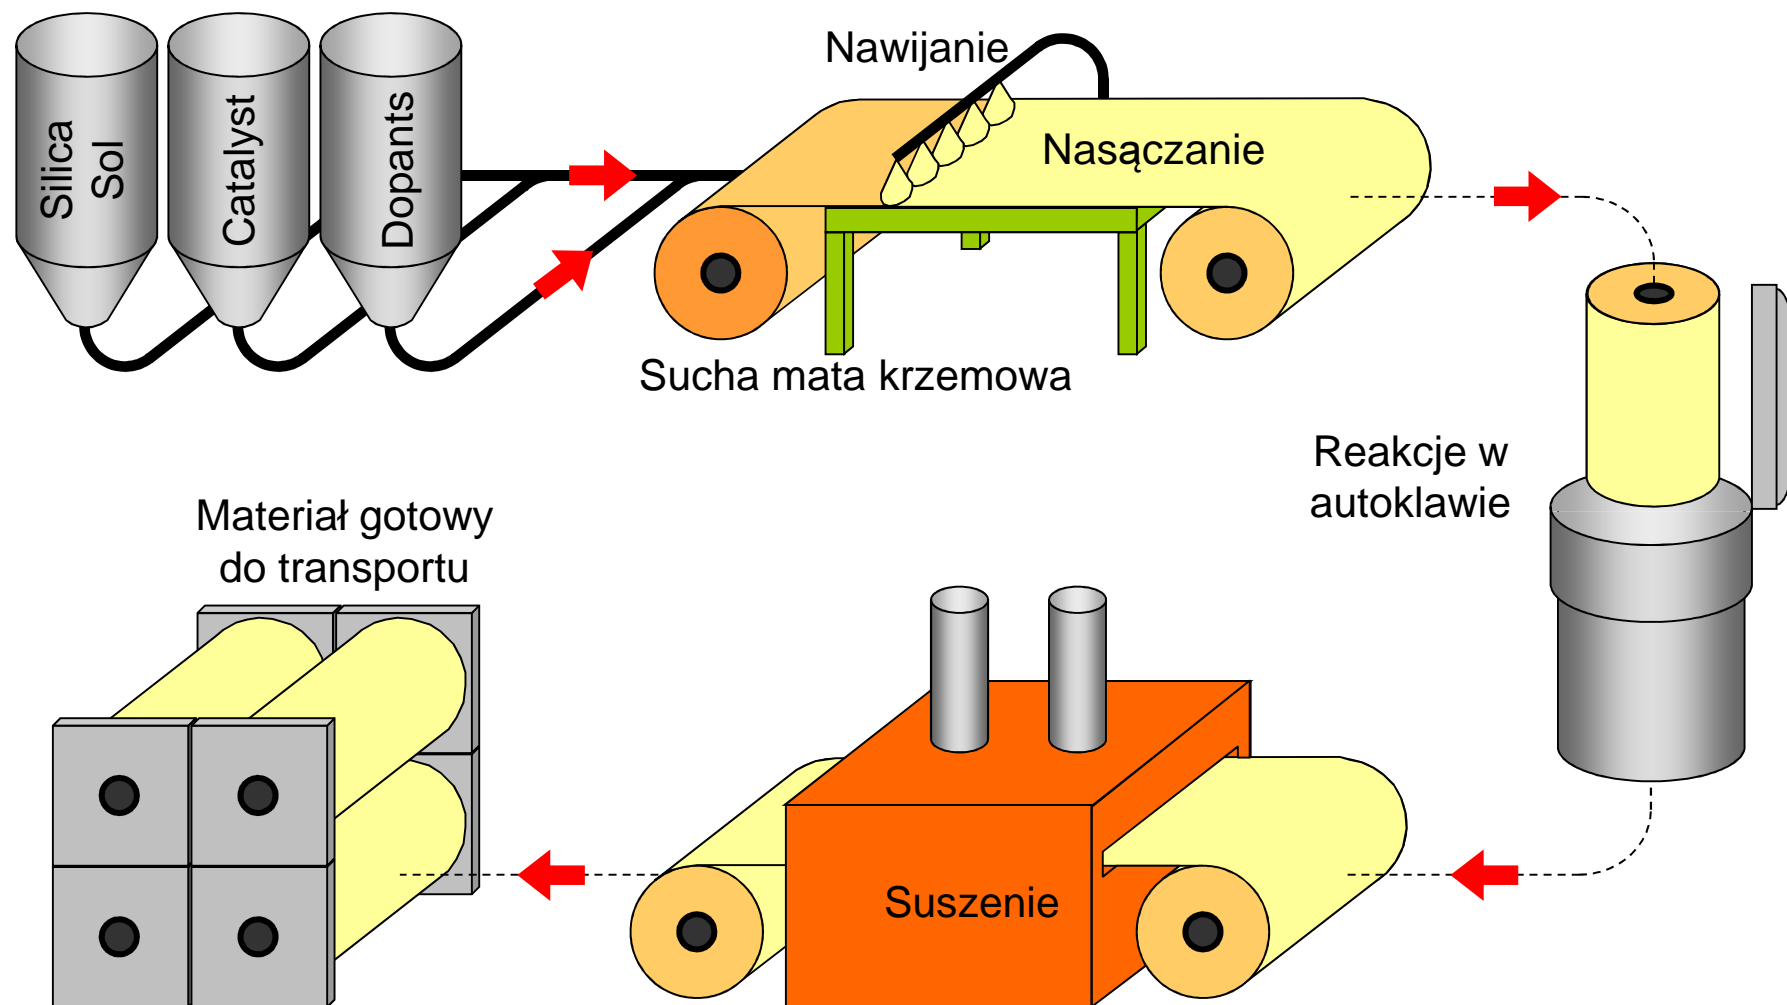 Silica
Sol
Catalyst
Dopants
Nawijanie
Nasączanie
Sucha mata krzemowa
Reakcje w
autoklawie
Materiał gotowy
do transportu
Suszenie